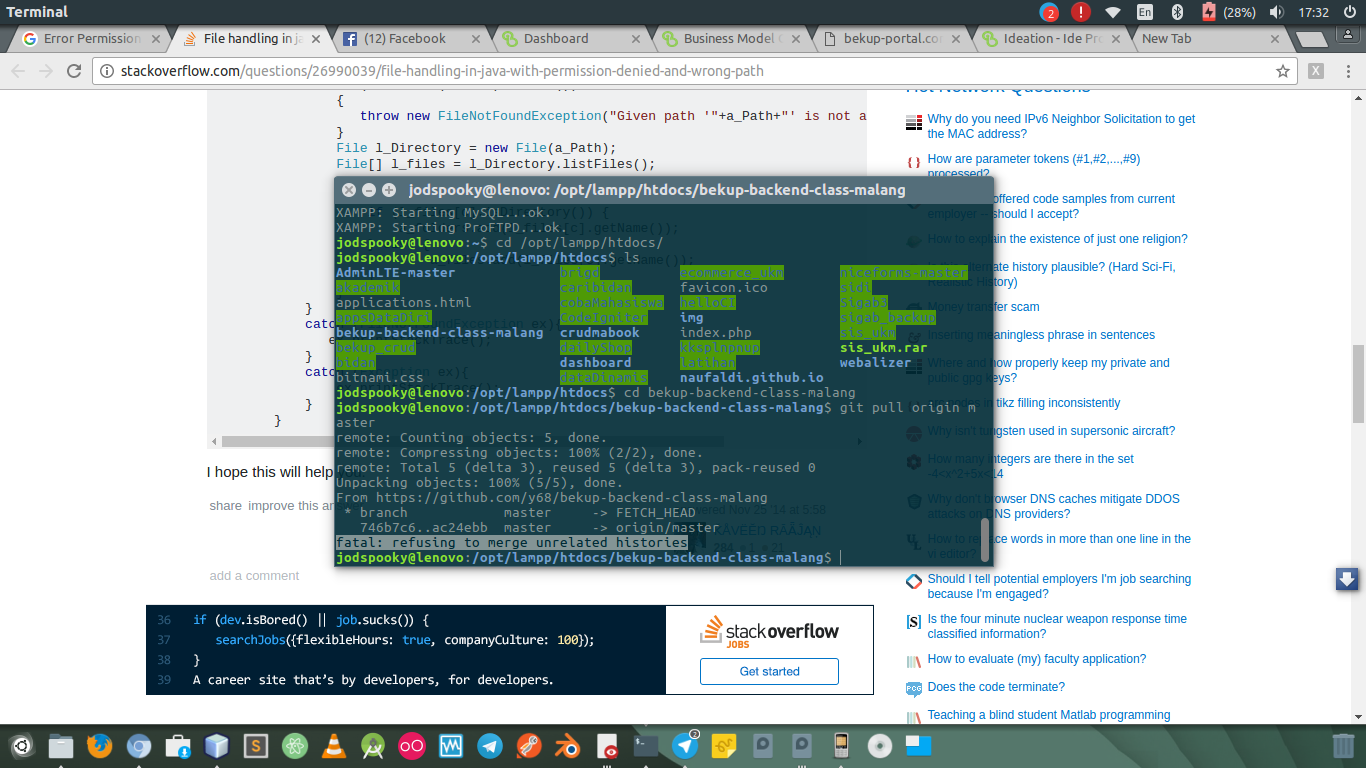 Terminal
2
En
(28%)
17:32
Error Permission
File handling in ja
(12) Facebook
Dashboard
Business Model
bekup-portal.co
Ideation - Ide Pr
New Tab
stackoverflow.com/questions/26990039/file-handling-in-java-with-permission-denied-and-wrong-path
{
throw new FileNotFoundException("Given path '"+a_Path+"' is not a
}
File l_Directory = new File(a_Path);
File[] l_files = l_Directory.listFiles();
jodspooky@lenovo: /opt/lampp/htdocs/bekup-backend-class-malang
XAMPP: Starting MySQL...ok.
XAMPP: Starting ProFTPD...ok.
jodspooky@lenovo:~$ cd /opt/lampp/htdocs/
jodspooky@lenovo:/opt/lampp/htdocs$ ls
AdminLTE-master brigd ecommerce_ukm niceforms-master
akademik caribidan favicon.ico sidi
applications.html cobaMahasiswa helloCI Sigab3
appsDataDiri CodeIgniter img sigab_backup
bekup-backend-class-malang crudmabook index.php sis_ukm
bekup_crud dailyShop kksplnpnup sis_ukm.rar
bidan dashboard latihan webalizer
bitnami.css dataDinamis naufaldi.github.io
jodspooky@lenovo:/opt/lampp/htdocs$ cd bekup-backend-class-malang
jodspooky@lenovo:/opt/lampp/htdocs/bekup-backend-class-malang$ git pull origin m
aster
remote: Counting objects: 5, done.
remote: Compressing objects: 100% (2/2), done.
remote: Total 5 (delta 3), reused 5 (delta 3), pack-reused 0
Unpacking objects: 100% (5/5), done.
From https://github.com/y68/bekup-backend-class-malang
* branch master -> FETCH_HEAD
746b7c6..ac24ebb master -> origin/master
fatal: refusing to merge unrelated histories
jodspooky@lenovo:/opt/lampp/htdocs/bekup-backend-class-malang$
}
}
}
}
I hope this will help
share improve this an
add a comment
36 if (dev.isBored() || job.sucks()) {
37 searchJobs({flexibleHours: true, companyCulture: 100});
38 }
39 A career site that's by developers, for developers.
stackoverflow
JOBS
Get started
Hot Network Questions
Why do you need IPv6 Neighbor Solicitation to get
the MAC address?
How are parameter tokens (#1,#2,...,#9)
processed?
offered code samples from current
employer – should I accept?
How to explain the existence of just one religion?
alternate history plausible? (Hard Sci-Fi,
Realistic History)
Money transfer scam
Inserting meaningless phrase in sentences
Where and how properly keep my private and
public gpg keys?
in tikz filling inconsistently
Why isn't tungsten used in supersonic aircraft?
How many integers are there in the set
-4<x^2+5x<14
Why don't browser DNS caches mitigate DDOS
attacks on DNS providers?
How to replace words in more than one line in the
vi editor?
Should I tell potential employers I'm job searching
because I'm engaged?
Is the four minute nuclear weapon response time
classified information?
How to evaluate (my) faculty application?
PCG
Does the code terminate?
Teaching a blind student Matlab programming